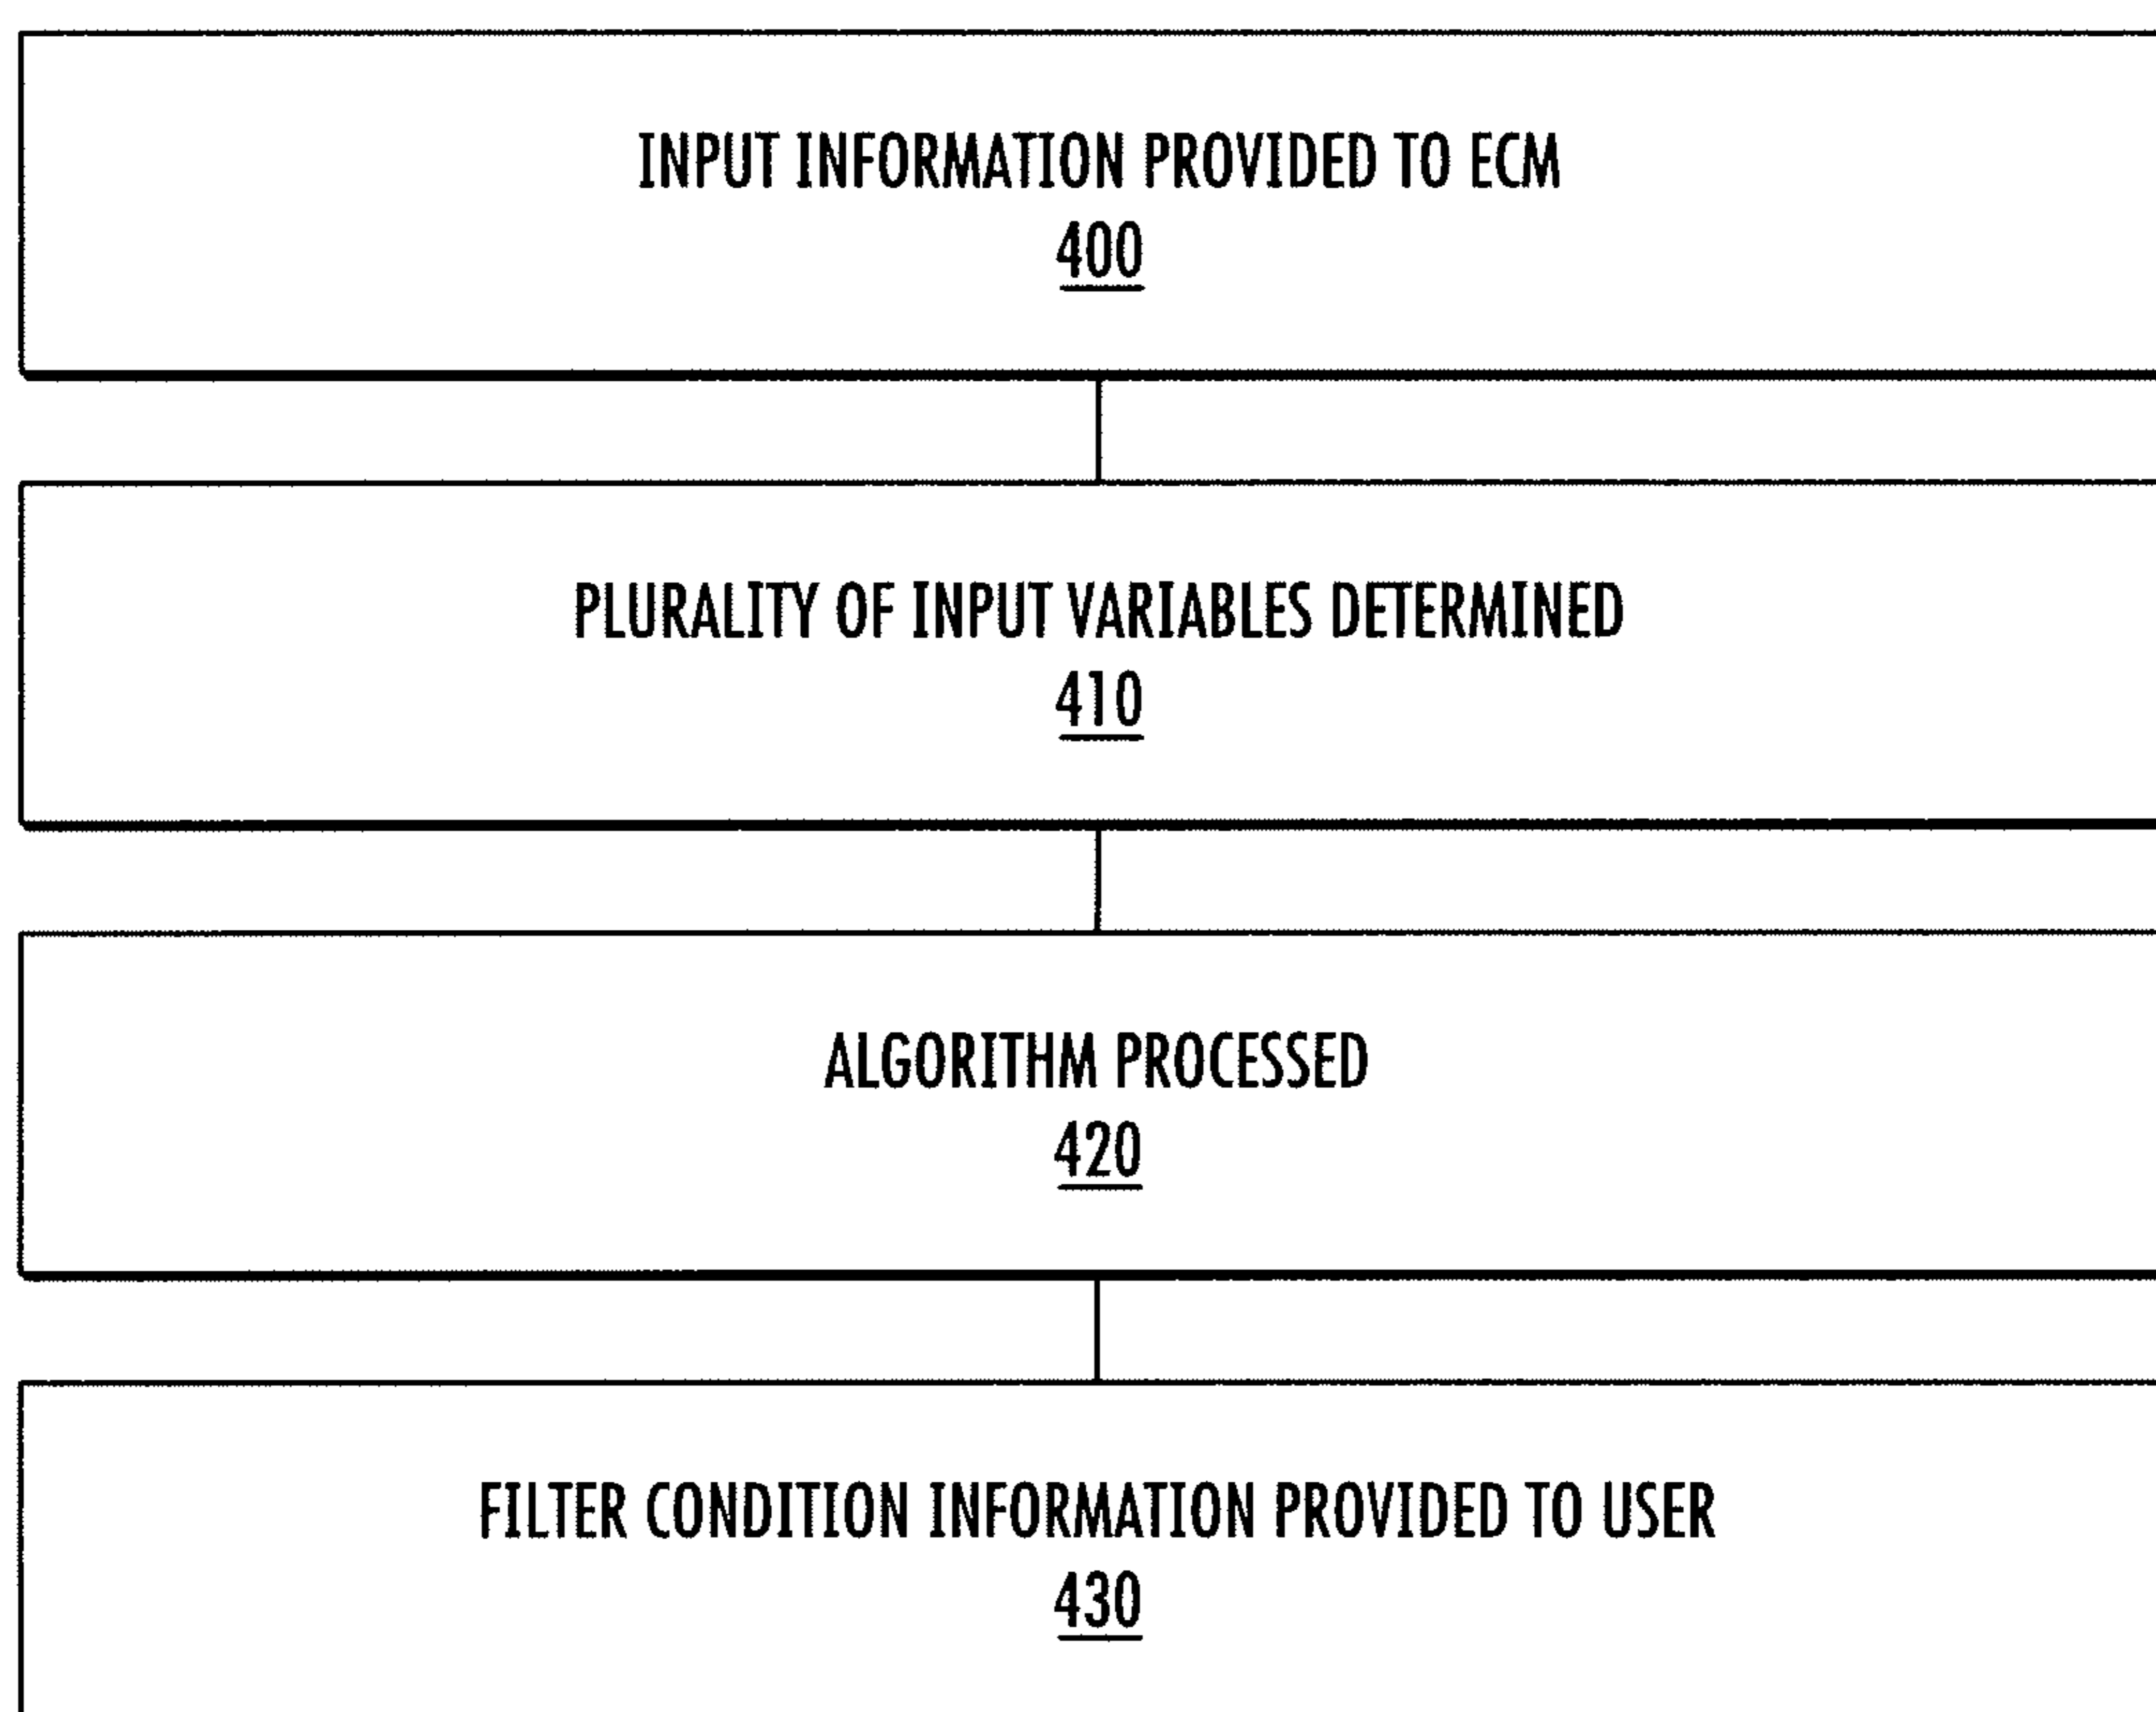 INPUT INFORMATION PROVIDED TO ECM
400
PLURALITY OF INPUT VARIABLES DETERMINED
410
ALGORITHM PROCESSED
420
FILTER CONDITION INFORMATION PROVIDED TO USER
430